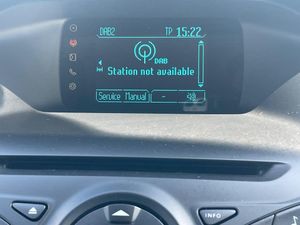 DAB2 TP 15:22
DAB
Station not available
Service Manual -
INFO